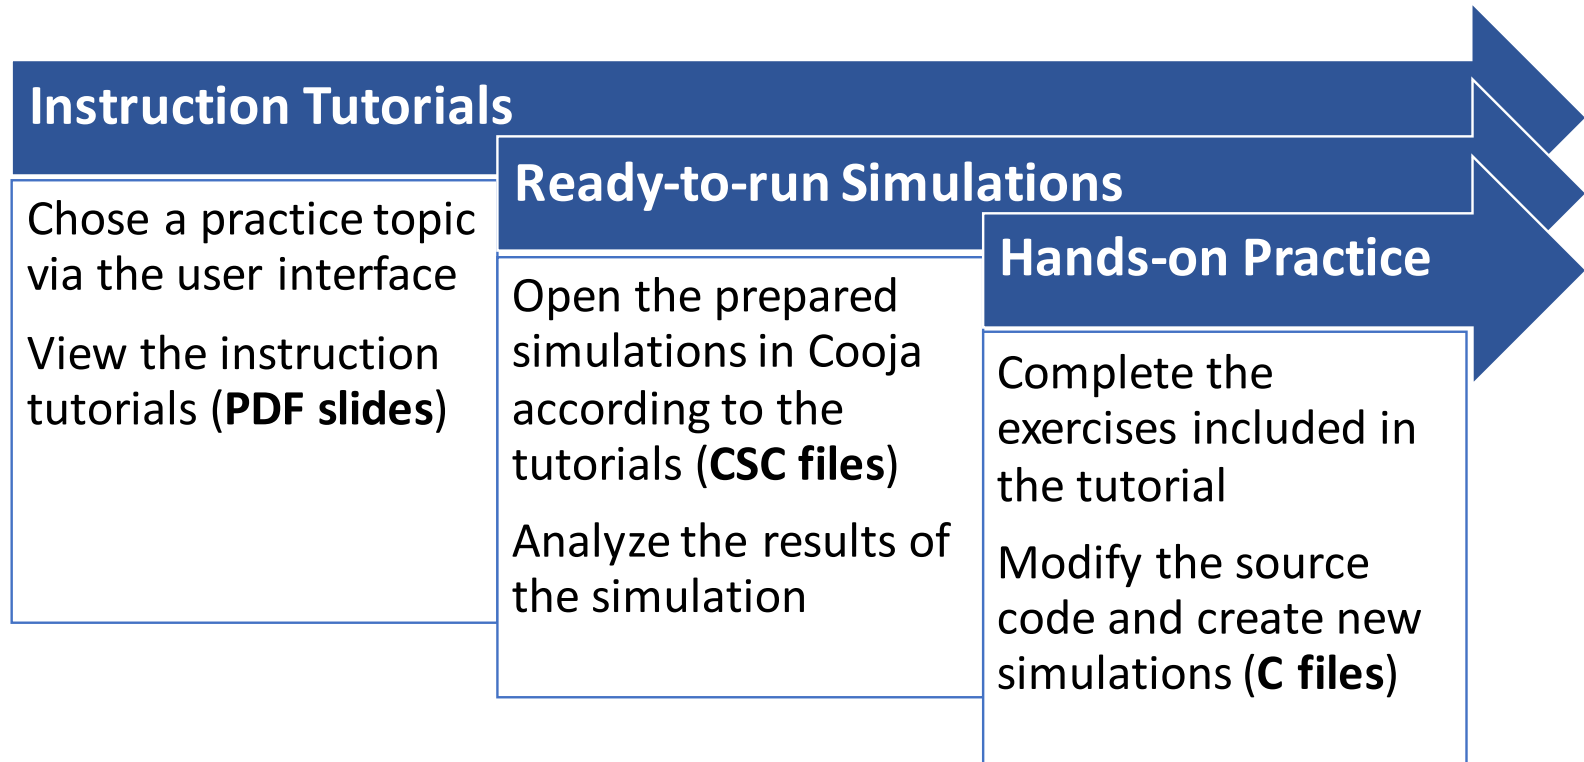 Instruction Tutorials
Chose a practice topic
via the user interface
View the instruction
tutorials (PDF slides)
Ready-to-run Simulations
Open the prepared
simulations in Cooja
according to the
tutorials (CSC files)
Analyze the results of
the simulation
Hands-on Practice
Complete the
exercises included in
the tutorial
Modify the source
code and create new
simulations (C files)